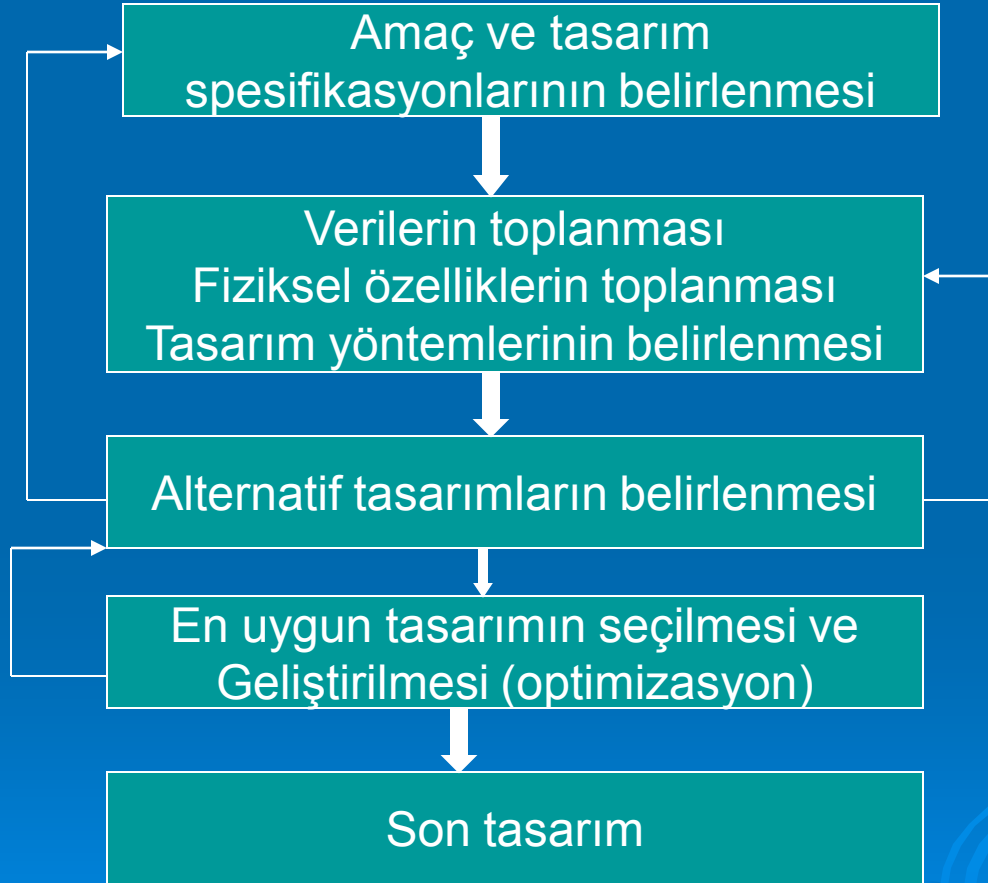 Amaç ve tasarım
spesifikasyonlarının belirlenmesi
Verilerin toplanması
Fiziksel özelliklerin toplanması
Tasarım yöntemlerinin belirlenmesi
Alternatif tasarımların belirlenmesi
En uygun tasarımın seçilmesi ve
Geliştirilmesi (optimizasyon)
Son tasarım